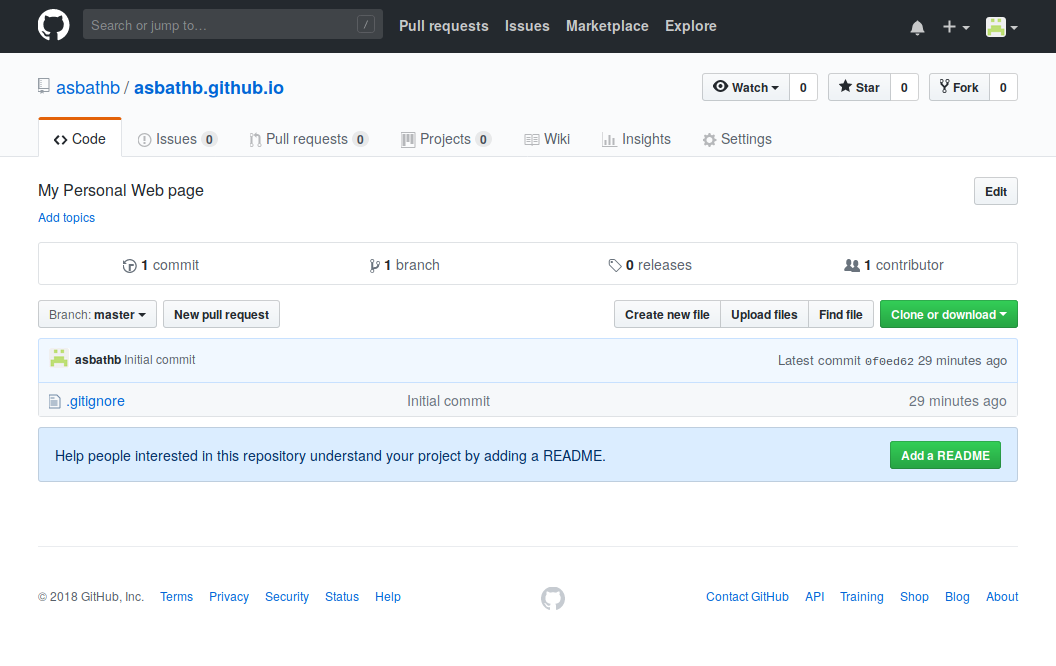 Search or jump to… / Pull requests Issues Marketplace Explore
asbathb / asbathb.github.io Watch 0 Star 0 Fork 0
Code Issues 0 Pull requests 0 Projects 0 Wiki Insights Settings
My Personal Web page Edit
Add topics
1 commit 1 branch 0 releases 1 contributor
Branch: master New pull request Create new file Upload files Find file Clone or download
asbathb Initial commit Latest commit 0f0ed62 29 minutes ago
.gitignore Initial commit 29 minutes ago
Help people interested in this repository understand your project by adding a README. Add a README
© 2018 GitHub, Inc. Terms Privacy Security Status Help Contact GitHub API Training Shop Blog About